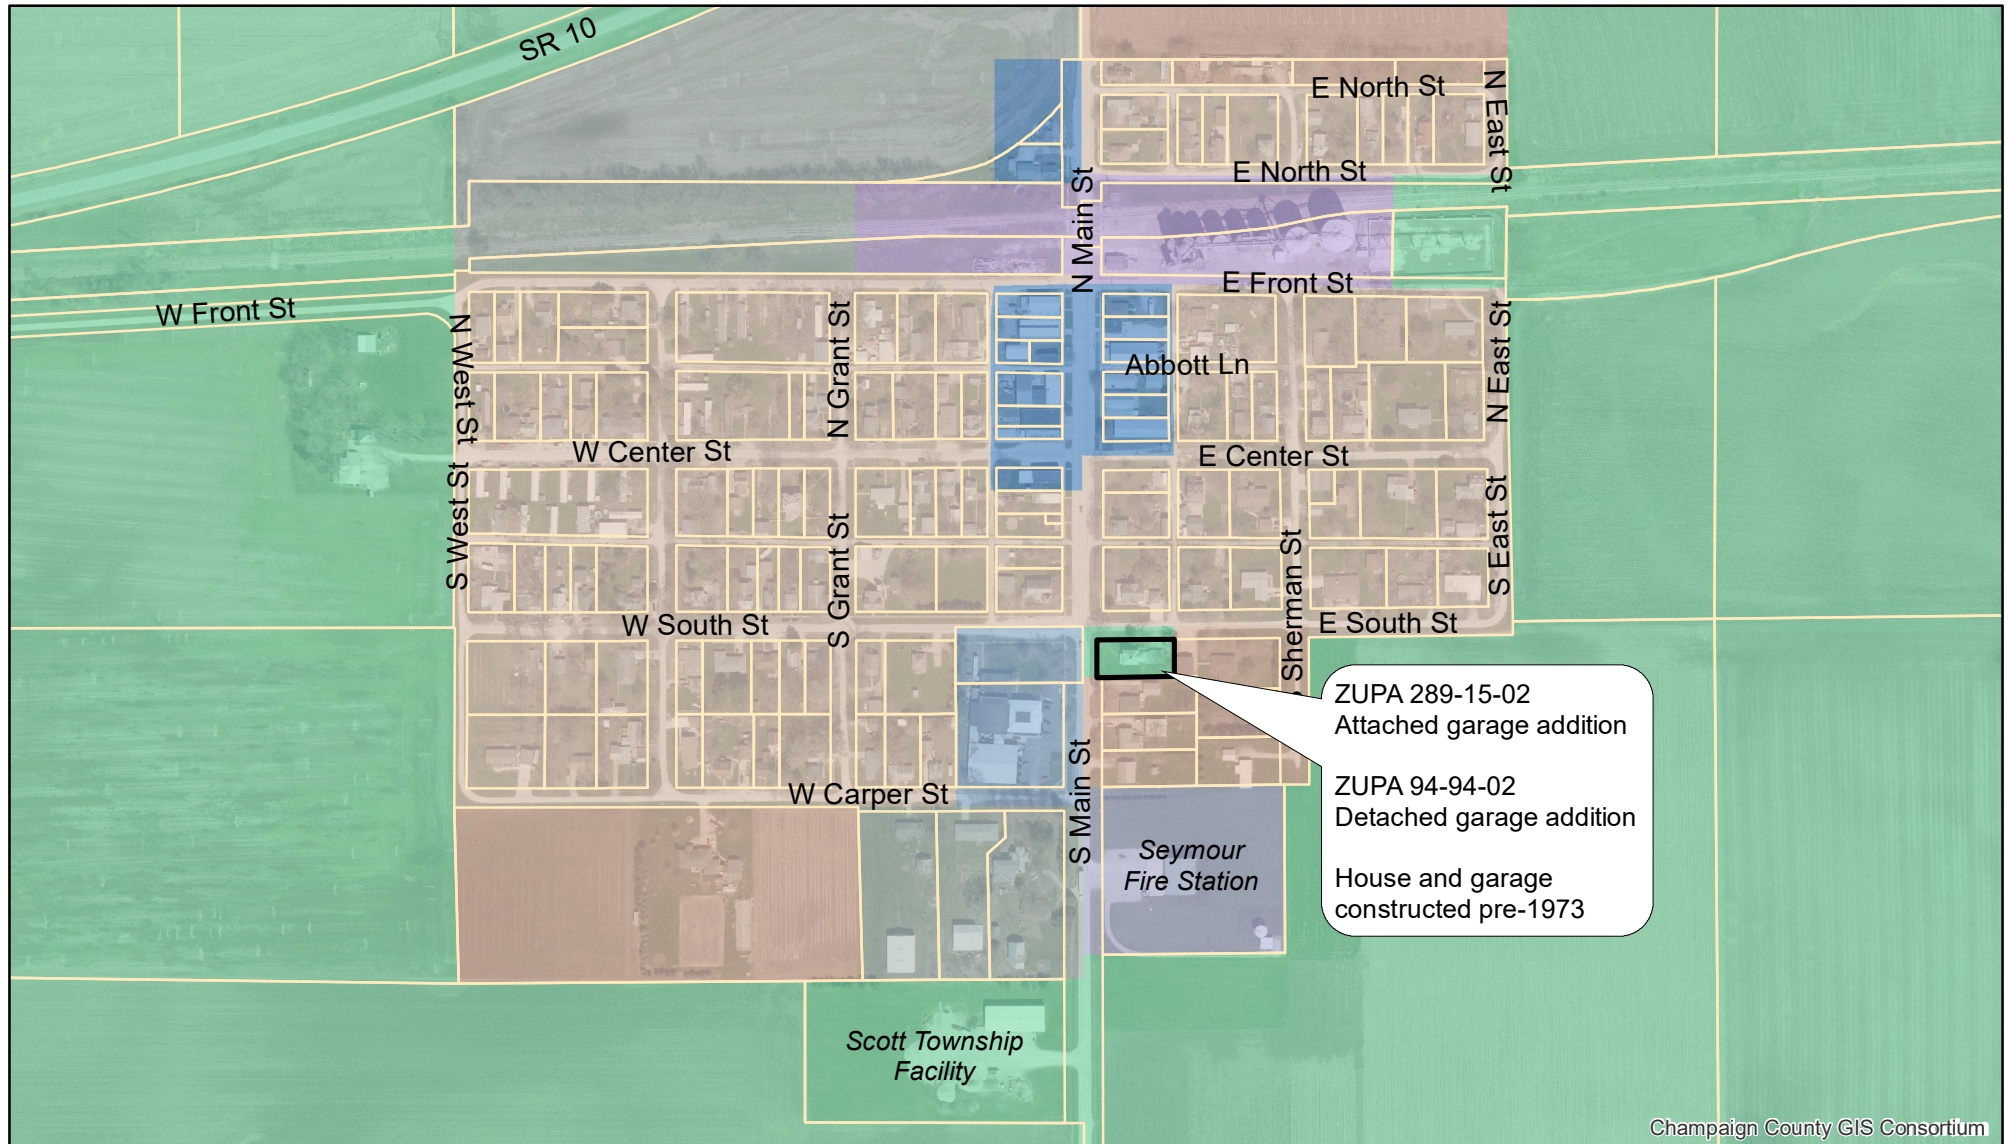 SR 10
E North St
N East St
E North St
N Main St
E Front St
W Front St
N West St
N Grant St
Abbott Ln
N East St
W Center St
E Center St
S West St
S Grant St
S East St
W South St
E South St
Sherman St
ZUPA 289-15-02
Attached garage addition
ZUPA 94-94-02
Detached garage addition
House and garage
constructed pre-1973
W Carper St
S Main St
Seymour
Fire Station
Scott Township
Facility
Champaign County GIS Consortium